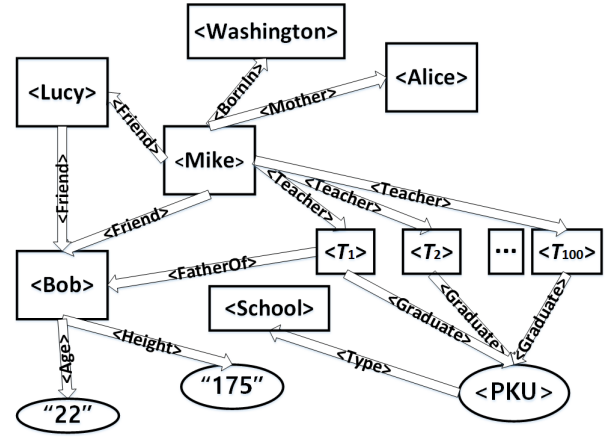 <Washington>
<Lucy>
<Alice>
<BornIn>
<Mother>
<Friend>
<Mike>
<Friend>
<Friend>
<Teacher>
<Teacher>
<Teacher>
<T1>
<T2>
...
<T100>
<FatherOf>
<Bob>
<School>
<Graduate>
<Graduate>
<Graduate>
<Age>
<Height>
<Type>
"22"
"175"
<PKU>